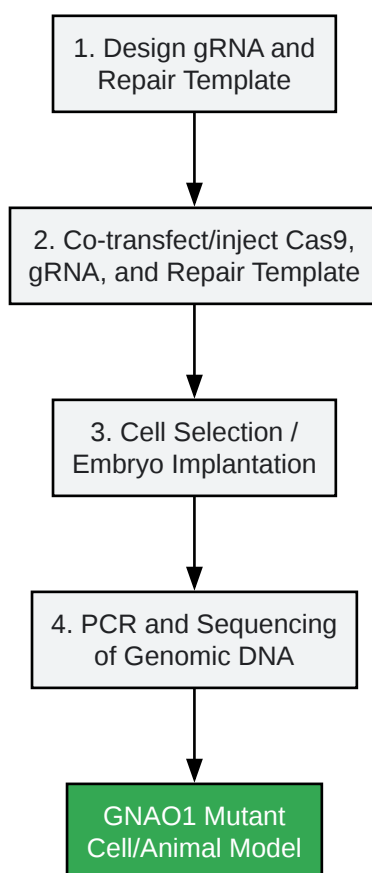 1. Design gRNA and
Repair Template
2. Co-transfect/inject Cas9,
gRNA, and Repair Template
3. Cell Selection /
Embryo Implantation
4. PCR and Sequencing
of Genomic DNA
GNAO1 Mutant
Cell/Animal Model